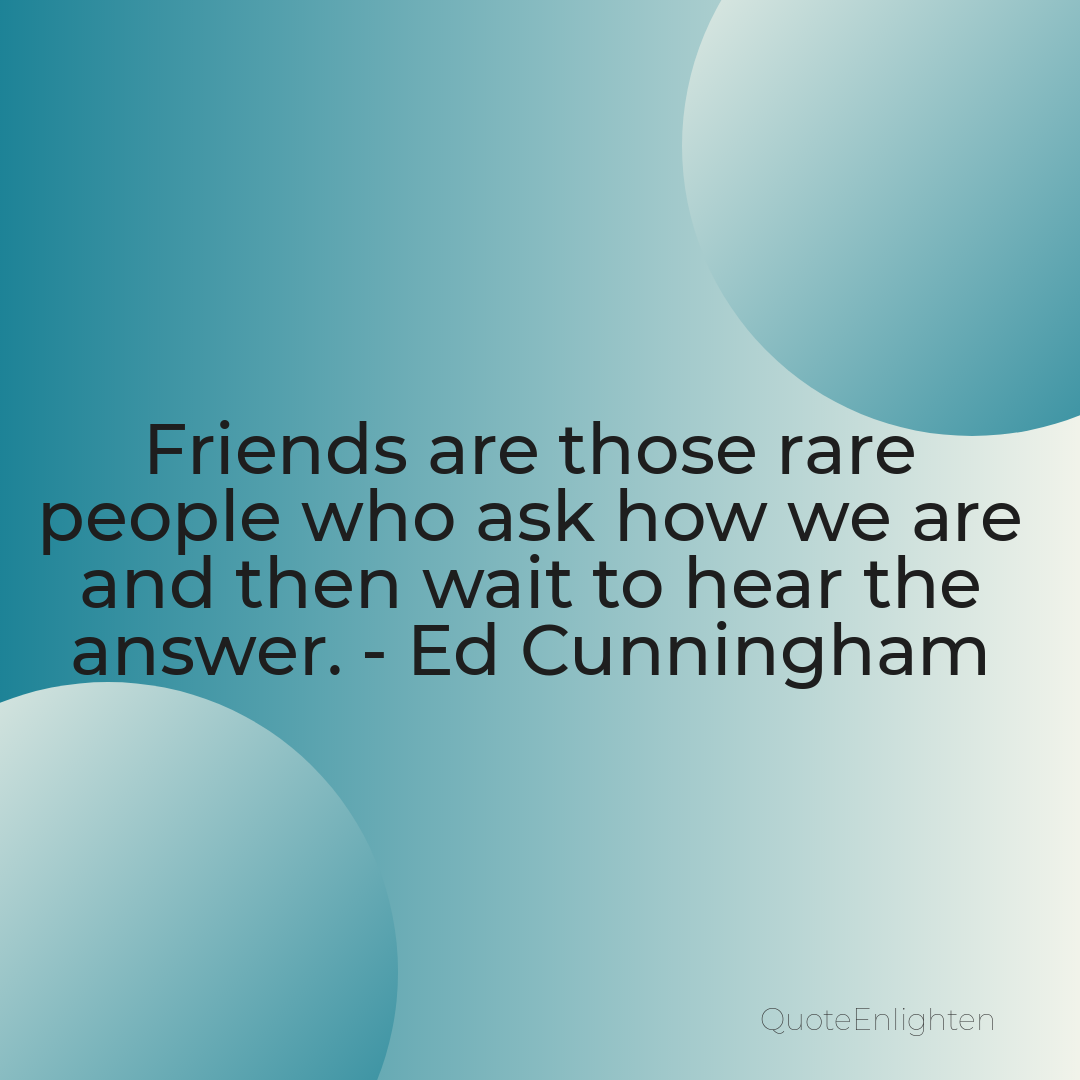 Friends are those rare
people who ask how we are
and then wait to hear the
answer. - Ed Cunningham
QuoteEnlighten